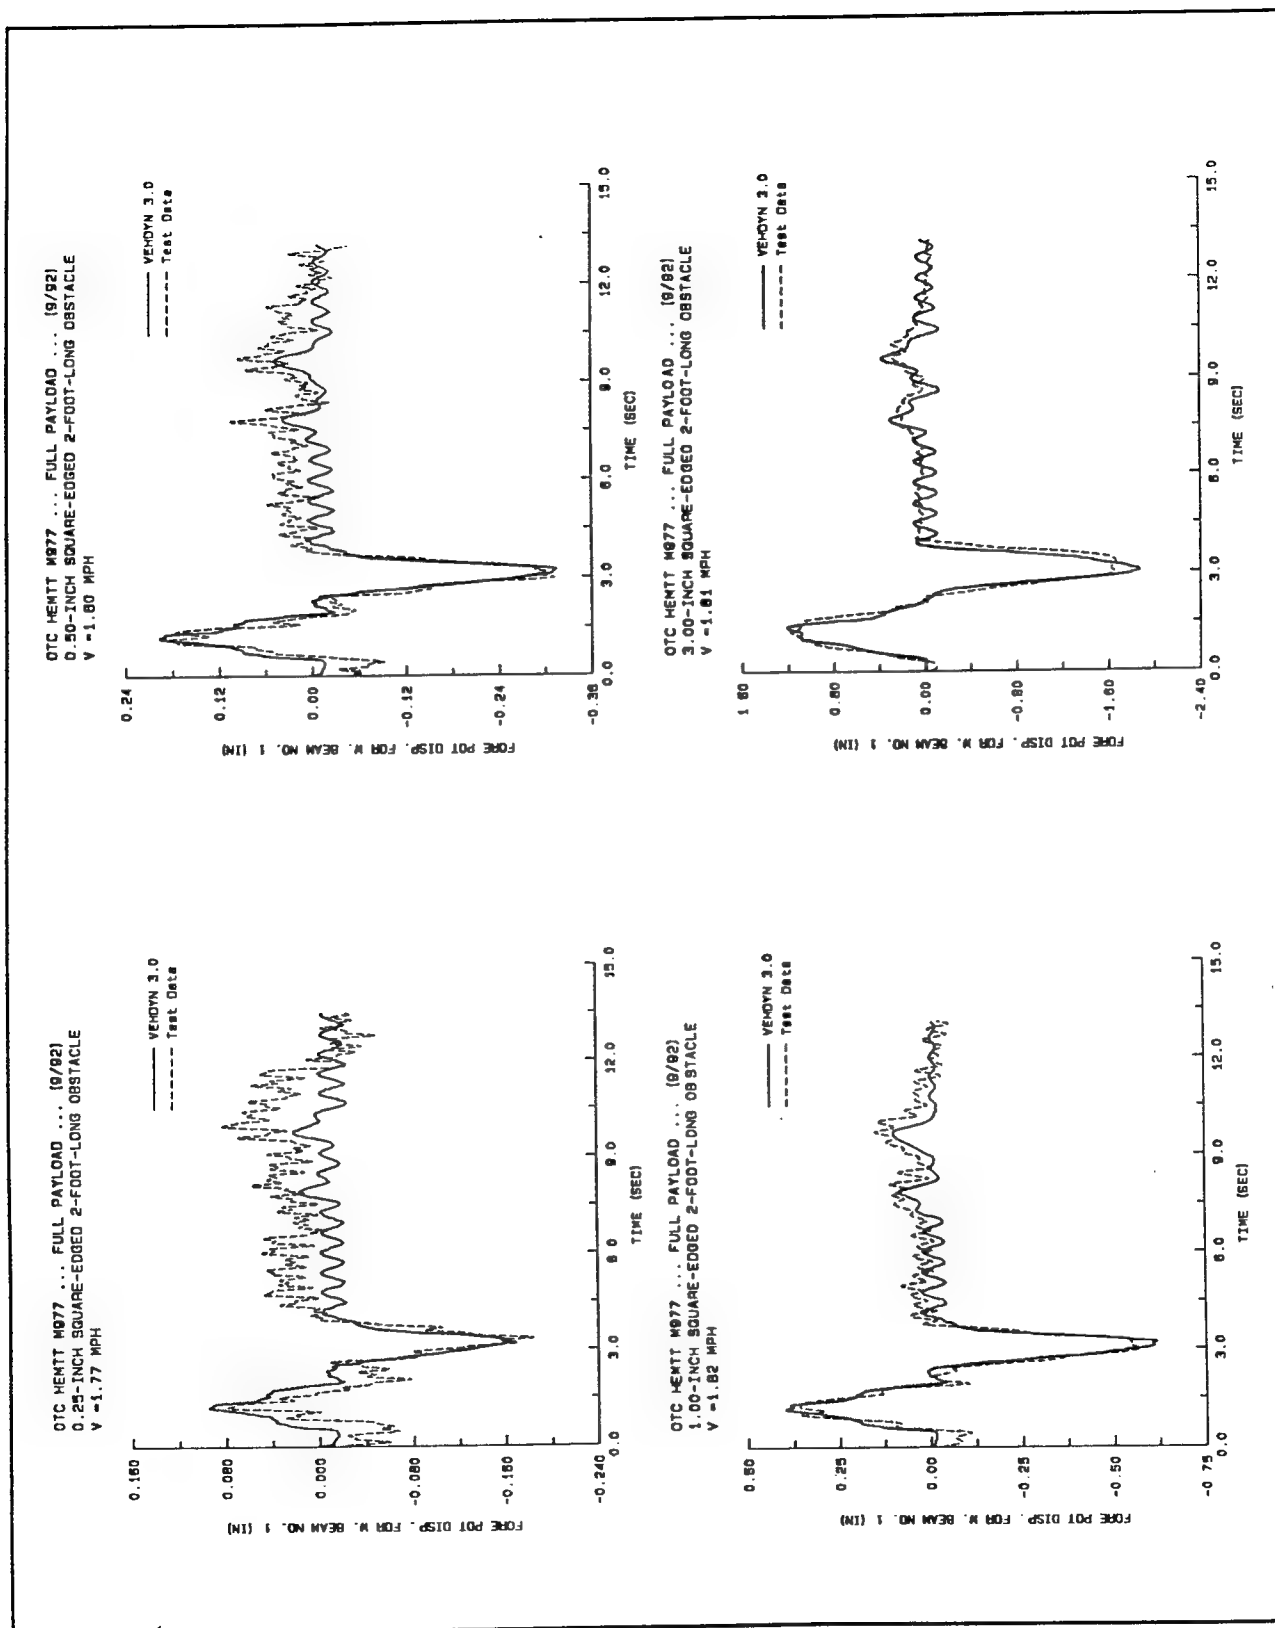 OTC HEMTT M977 ... FULL PAYLOAD ... (9/92)
0.25-INCH SQUARE-EDGED 2-FOOT-LONG OBSTACLE
V =1.77 MPH
VEHDYN 3.0
Test Data
FORE POT DISP. FOR W. BEAM NO. 1 (IN)
0.160
0.080
0.000
-0.080
-0.160
-0.240
0.0
3.0
6.0
9.0
12.0
15.0
TIME (SEC)
OTC HEMTT M977 ... FULL PAYLOAD ... (9/92)
0.50-INCH SQUARE-EDGED 2-FOOT-LONG OBSTACLE
V =1.80 MPH
VEHDYN 3.0
Test Data
FORE POT DISP. FOR W. BEAM NO. 1 (IN)
0.24
0.12
0.00
-0.12
-0.24
-0.36
0.0
3.0
6.0
9.0
12.0
15.0
TIME (SEC)
OTC HEMTT M977 ... FULL PAYLOAD ... (9/92)
1.00-INCH SQUARE-EDGED 2-FOOT-LONG OBSTACLE
V =1.82 MPH
VEHDYN 3.0
Test Data
FORE POT DISP. FOR W. BEAM NO. 1 (IN)
0.50
0.25
0.00
-0.25
-0.50
-0.75
0.0
3.0
6.0
9.0
12.0
15.0
TIME (SEC)
OTC HEMTT M977 ... FULL PAYLOAD ... (9/92)
3.00-INCH SQUARE-EDGED 2-FOOT-LONG OBSTACLE
V =1.81 MPH
VEHDYN 3.0
Test Data
FORE POT DISP. FOR W. BEAM NO. 1 (IN)
1.60
0.80
0.00
-0.80
-1.60
-2.40
0.0
3.0
6.0
9.0
12.0
15.0
TIME (SEC)